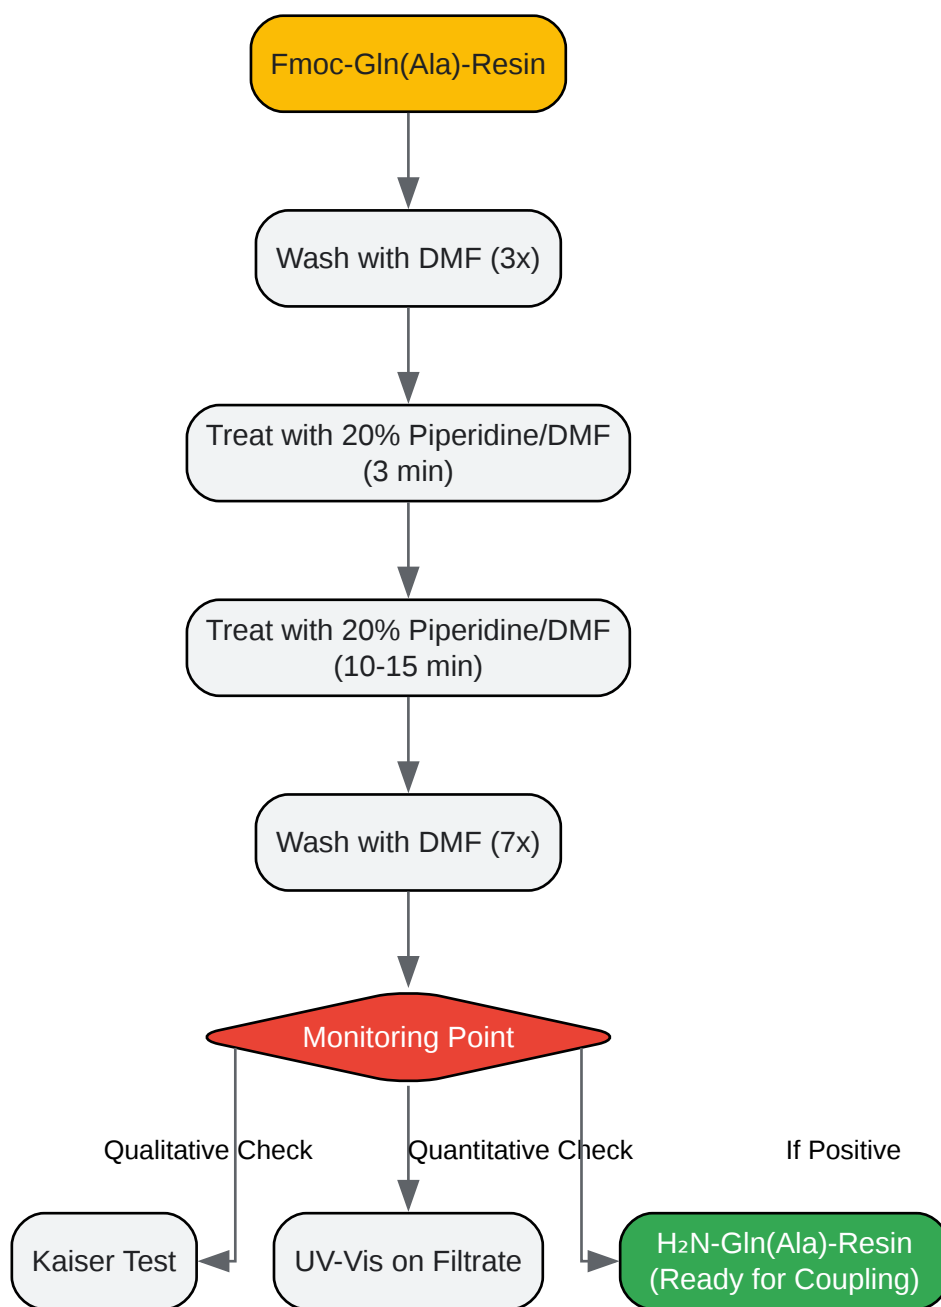 Fmoc-Gln(Ala)-Resin
Wash with DMF (3x)
Treat with 20% Piperidine/DMF
(3 min)
Treat with 20% Piperidine/DMF
(10-15 min)
Wash with DMF (7x)
Monitoring Point
Qualitative Check
Quantitative Check
If Positive
Kaiser Test
UV-Vis on Filtrate
H₂N-Gln(Ala)-Resin
(Ready for Coupling)